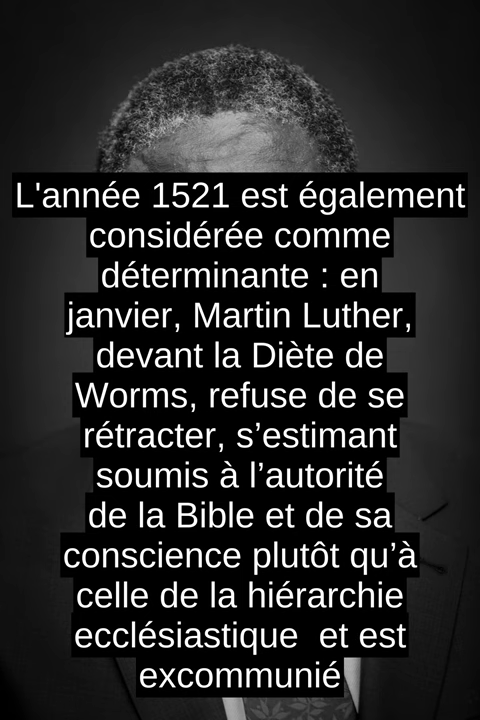 L'année 1521 est également
considérée comme
déterminante : en
janvier, Martin Luther,
devant la Diète de
Worms, refuse de se
rétracter, s’estimant
soumis à l’autorité
de la Bible et de sa
conscience plutôt qu’à
celle de la hiérarchie
ecclésiastique  et est
excommunié